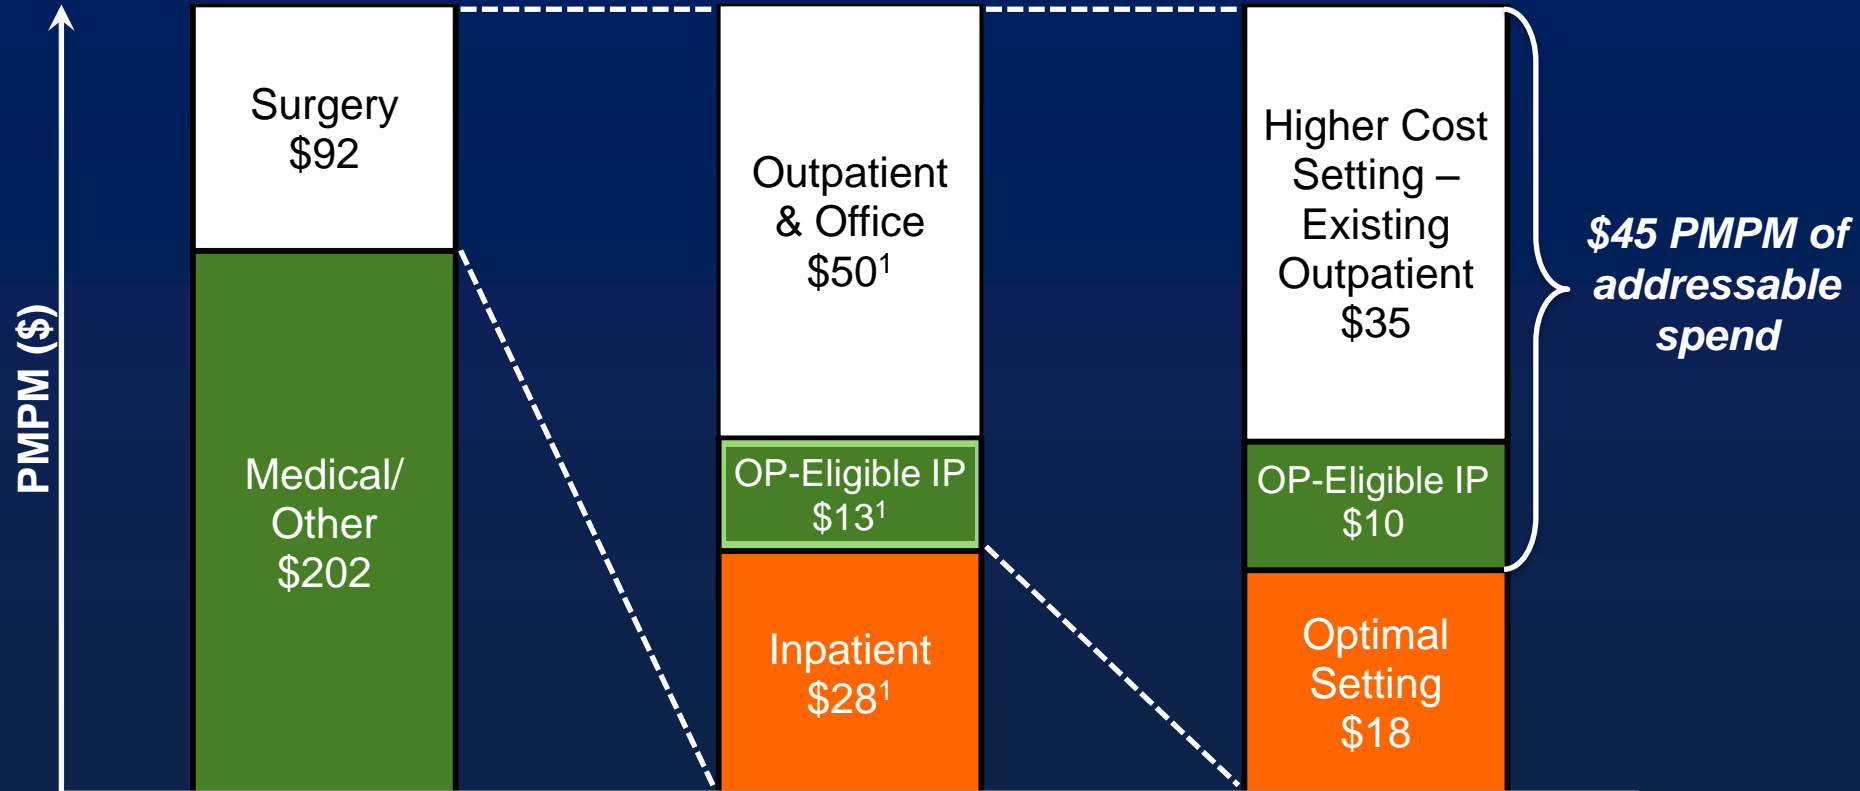 PMPM ($)
Surgery
$92
Medical/
Other
$202
Outpatient
& Office
$50¹
OP-Eligible IP
$13¹
Inpatient
$28¹
Higher Cost
Setting –
Existing
Outpatient
$35
OP-Eligible IP
$10
Optimal
Setting
$18
$45 PMPM of
addressable
spend